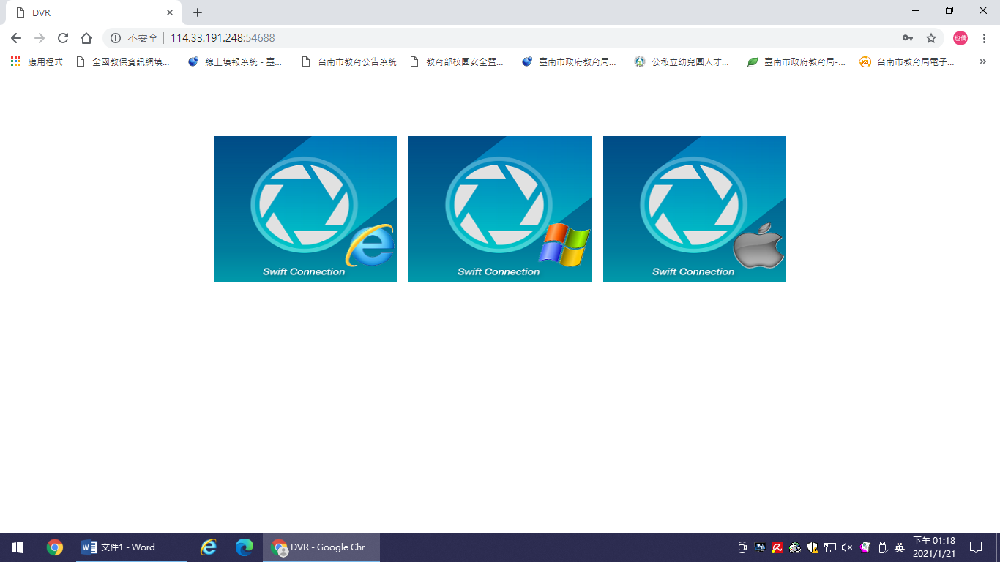 DVR
不安全 114.33.191.248:54688
也倩
應用程式 全國教保資訊網填... 線上填報系統 - 臺... 台南市教育公告系統 教育部校園安全暨... 臺南市政府教育局... 公私立幼兒園人才... 臺南市政府教育局-... 台南市教育局電子... »
Swift Connection Swift Connection Swift Connection
文件1 - Word DVR - Google Chr... 英 下午 01:18
2021/1/21